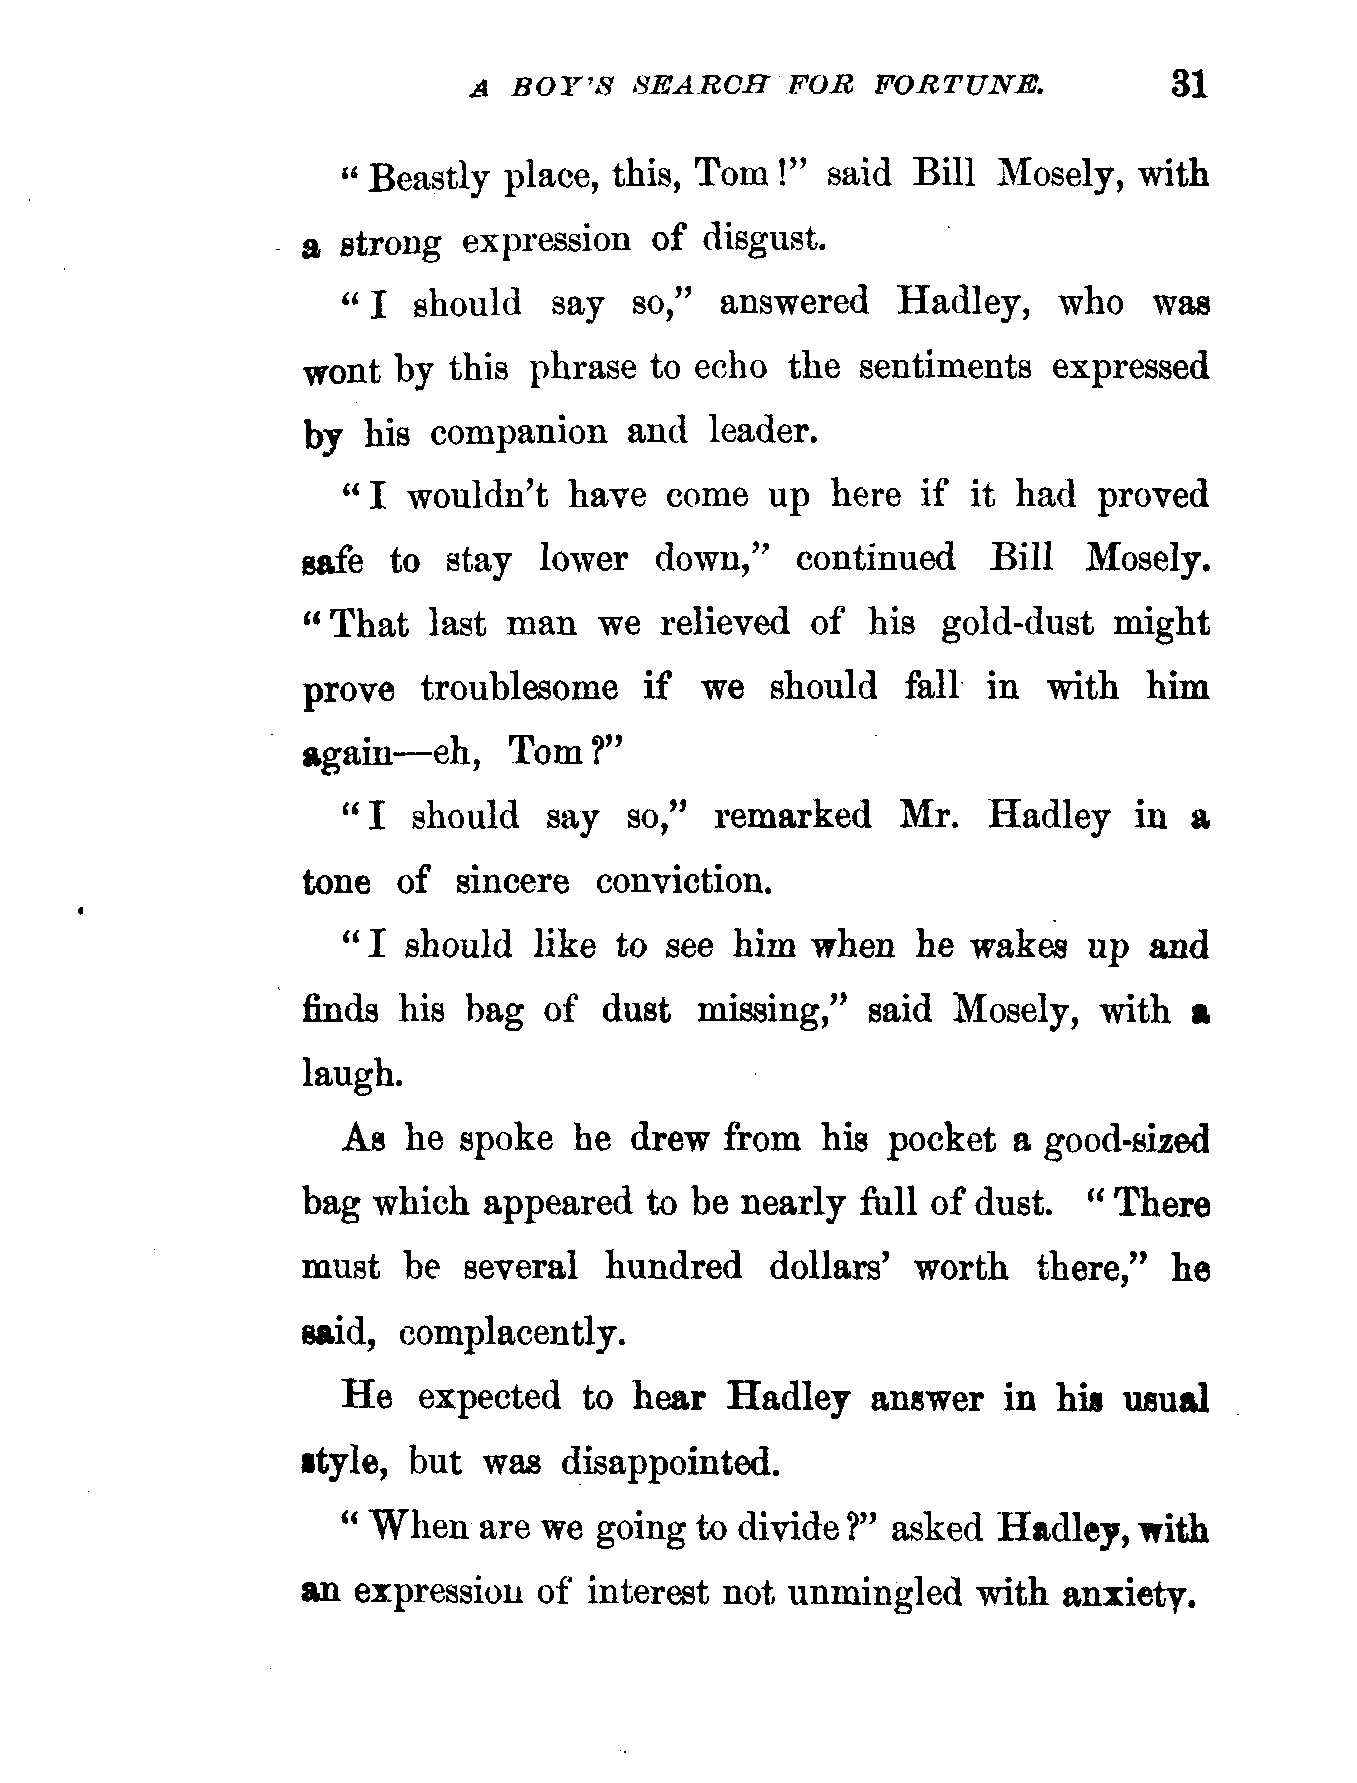 A BOY'S SEARCH FOR FORTUNE. 31
“Beastly place, this, Tom!” said Bill Mosely, with
a strong expression of disgust.
“I should say so,” answered Hadley, who was
wont by this phrase to echo the sentiments expressed
by his companion and leader.
“I wouldn't have come up here if it had proved
safe to stay lower down,” continued Bill Mosely.
“That last man we relieved of his gold-dust might
prove troublesome if we should fall in with him
again—eh, Tom?”
“I should say so,” remarked Mr. Hadley in a
tone of sincere conviction.
“I should like to see him when he wakes up and
finds his bag of dust missing,” said Mosely, with a
laugh.
As he spoke he drew from his pocket a good-sized
bag which appeared to be nearly full of dust. “There
must be several hundred dollars' worth there,” he
said, complacently.
He expected to hear Hadley answer in his usual
style, but was disappointed.
“When are we going to divide?” asked Hadley, with
an expression of interest not unmingled with anxiety.